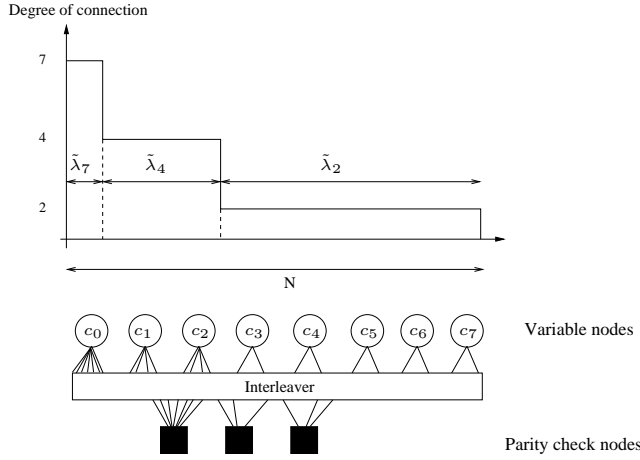 Degree of connection
7
4
λ̃₇ λ̃₄ λ̃₂
2
N
c₀ c₁ c₂ c₃ c₄ c₅ c₆ c₇ Variable nodes
Interleaver
Parity check nodes